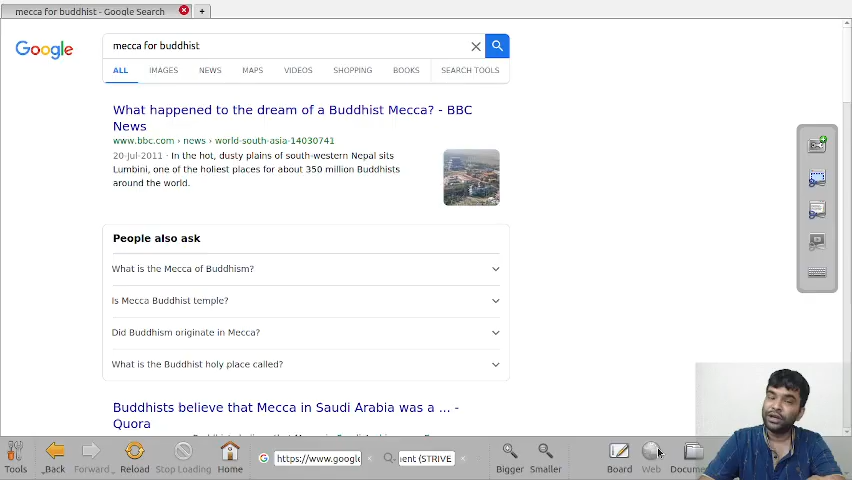 mecca for buddhist - Google Search
Google
mecca for buddhist
ALL IMAGES NEWS MAPS VIDEOS SHOPPING BOOKS SEARCH TOOLS
What happened to the dream of a Buddhist Mecca? - BBC
News
www.bbc.com › news › world-south-asia-14030741
20-Jul-2011 · In the hot, dusty plains of south-western Nepal sits
Lumbini, one of the holiest places for about 350 million Buddhists
around the world.
People also ask
What is the Mecca of Buddhism?
Is Mecca Buddhist temple?
Did Buddhism originate in Mecca?
What is the Buddhist holy place called?
Buddhists believe that Mecca in Saudi Arabia was a ... -
Quora
G https://www.google
ment (STRIVE
Tools Back Forward Reload Stop Loading Home Bigger Smaller Board Web Docume